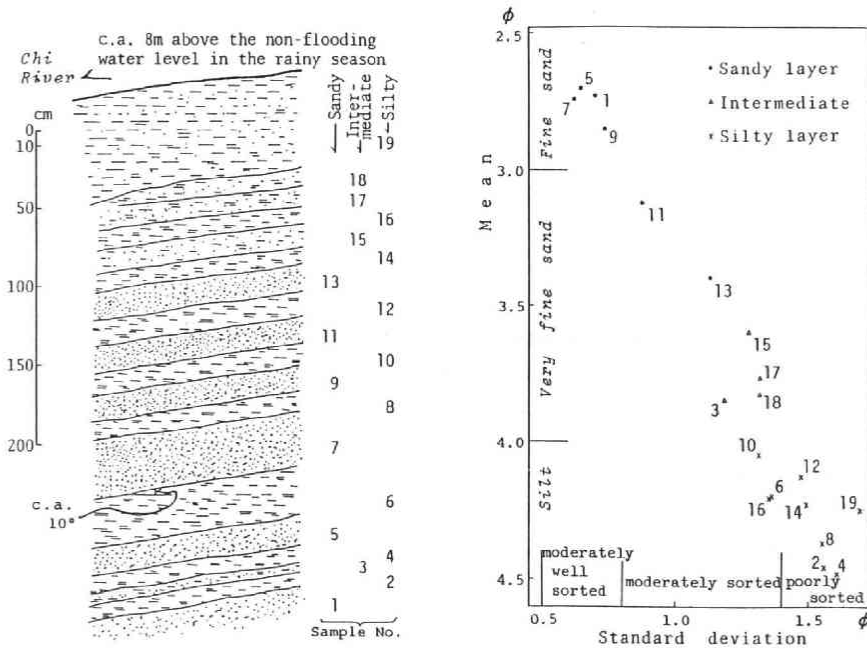 c.a. 8m above the non-flooding
water level in the rainy season
Chi
River
Sandy
Inter-
mediate
Silty
cm
0
10
50
100
150
200
19
18
17
16
15
14
13
12
11
10
9
8
7
6
5
4
3
2
1
c.a.
10°
Sample No.
φ
2.5
3.0
3.5
4.0
4.5
Mean
Fine sand
Very fine sand
Silt
Sandy layer
Intermediate
Silty layer
5
7
1
9
11
13
15
17
3
18
10
12
6
16
14
19
8
2
4
moderately
well
sorted
moderately sorted
poorly
sorted
0.5
1.0
1.5
φ
Standard deviation